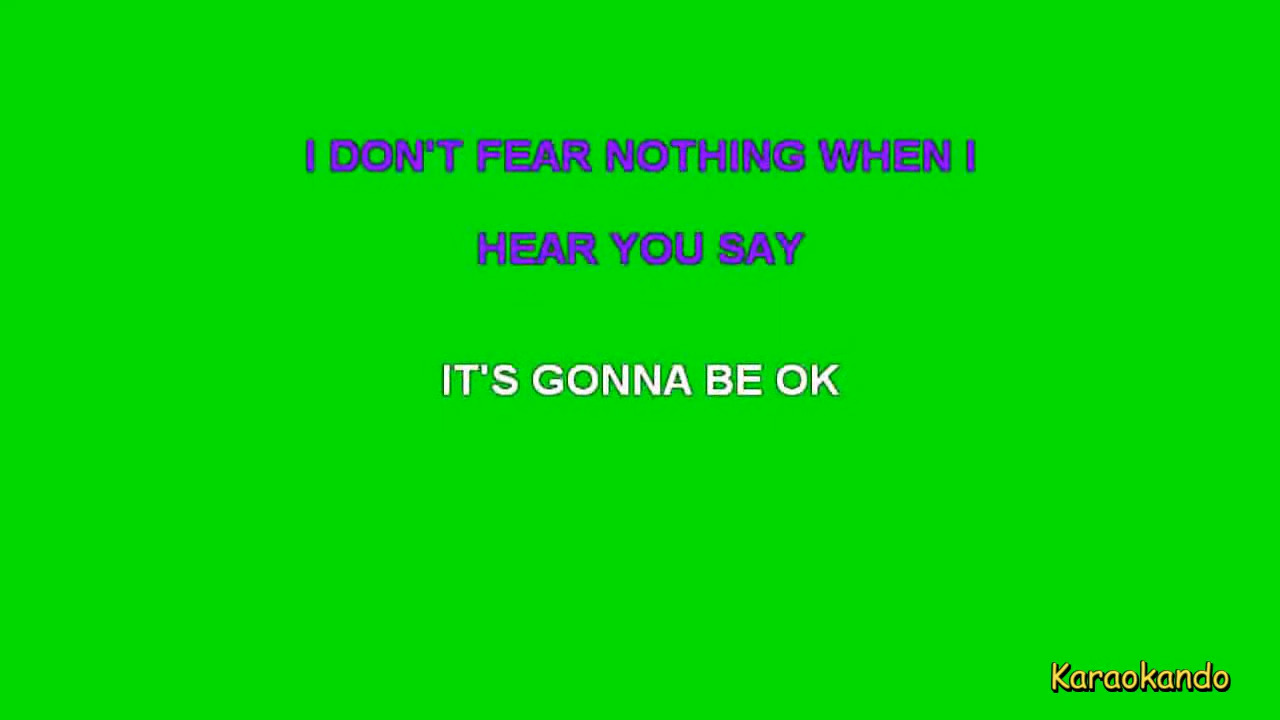 I DON'T FEAR NOTHING WHEN I
HEAR YOU SAY
IT'S GONNA BE OK
Karaokando